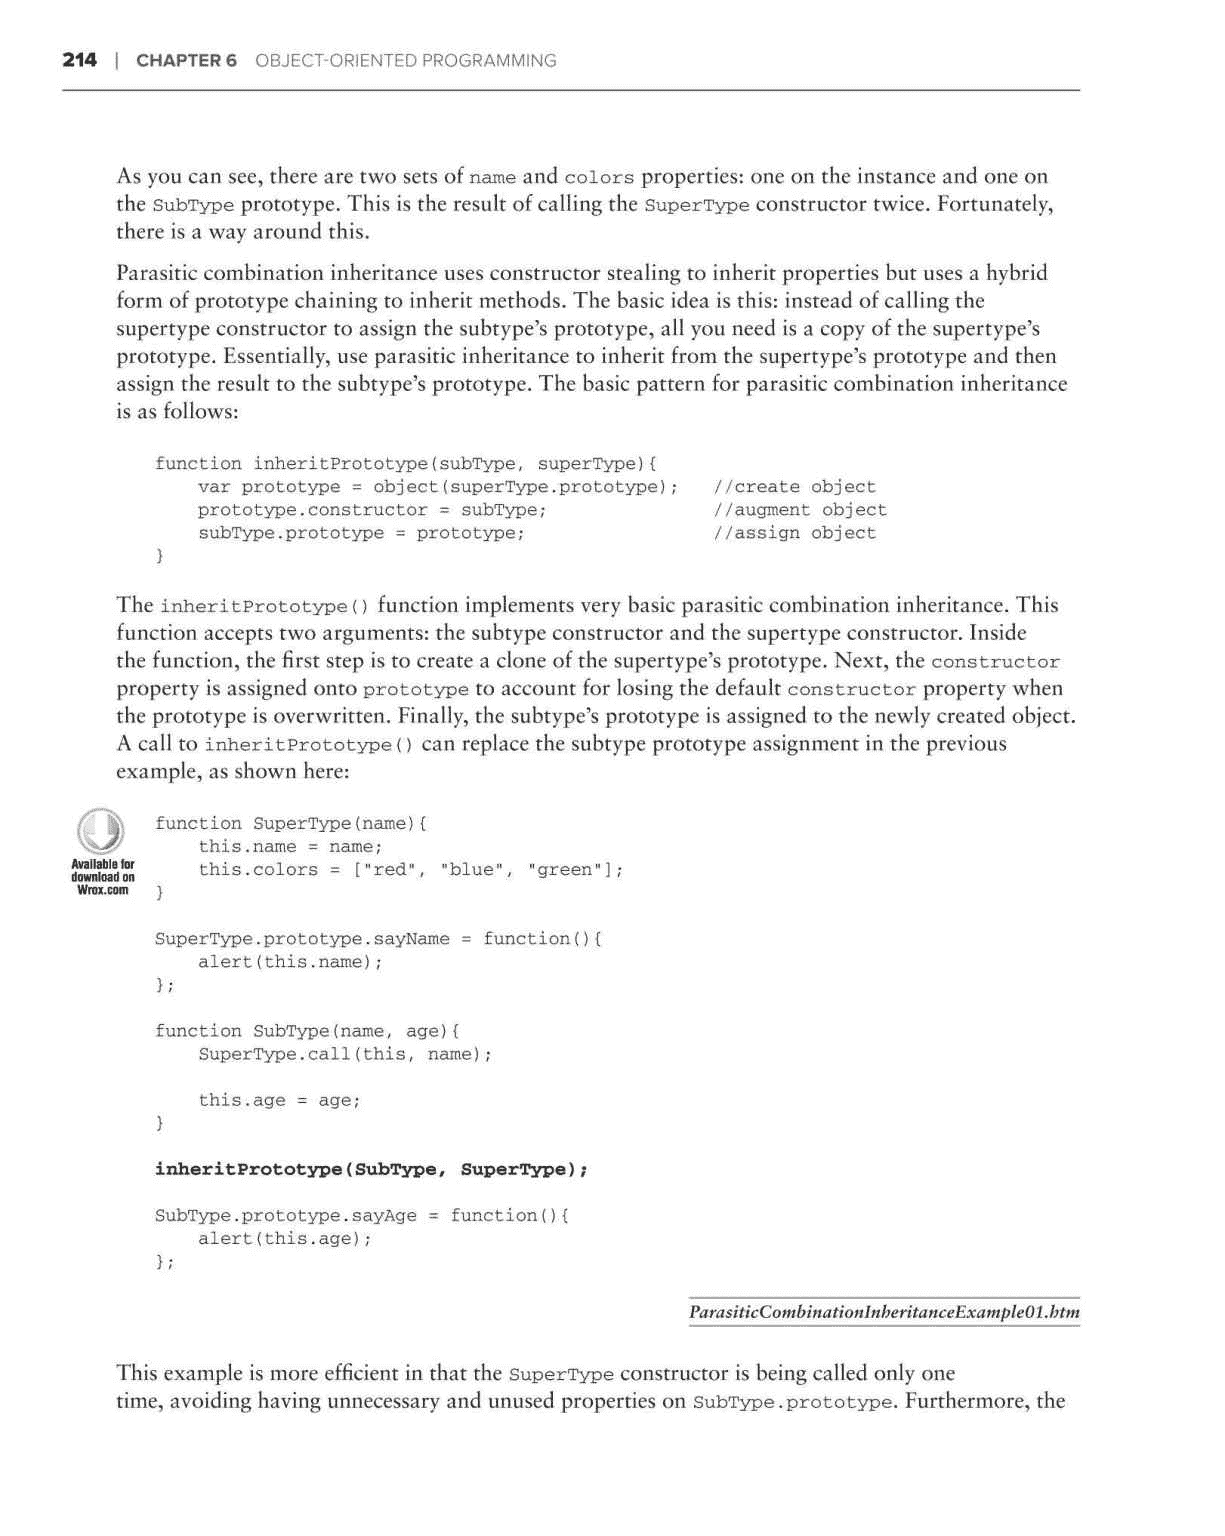 214 | CHAPTER 6 OBJECT-ORIENTED PROGRAMMING
As you can see, there are two sets of name and colors properties: one on the instance and one on
the SubType prototype. This is the result of calling the SuperType constructor twice. Fortunately,
there is a way around this.
Parasitic combination inheritance uses constructor stealing to inherit properties but uses a hybrid
form of prototype chaining to inherit methods. The basic idea is this: instead of calling the
supertype constructor to assign the subtype’s prototype, all you need is a copy of the supertype’s
prototype. Essentially, use parasitic inheritance to inherit from the supertype’s prototype and then
assign the result to the subtype’s prototype. The basic pattern for parasitic combination inheritance
is as follows:
function inheritPrototype(subType, superType){
    var prototype = object(superType.prototype);   //create object
    prototype.constructor = subType;               //augment object
    subType.prototype = prototype;                 //assign object
}
The inheritPrototype() function implements very basic parasitic combination inheritance. This
function accepts two arguments: the subtype constructor and the supertype constructor. Inside
the function, the first step is to create a clone of the supertype’s prototype. Next, the constructor
property is assigned onto prototype to account for losing the default constructor property when
the prototype is overwritten. Finally, the subtype’s prototype is assigned to the newly created object.
A call to inheritPrototype() can replace the subtype prototype assignment in the previous
example, as shown here:
Available for
download on
Wrox.com
function SuperType(name){
    this.name = name;
    this.colors = ["red", "blue", "green"];
}
SuperType.prototype.sayName = function(){
    alert(this.name);
};
function SubType(name, age){
    SuperType.call(this, name);
    this.age = age;
}
inheritPrototype(SubType, SuperType);
SubType.prototype.sayAge = function(){
    alert(this.age);
};
ParasiticCombinationInheritanceExample01.htm
This example is more efficient in that the SuperType constructor is being called only one
time, avoiding having unnecessary and unused properties on SubType.prototype. Furthermore, the